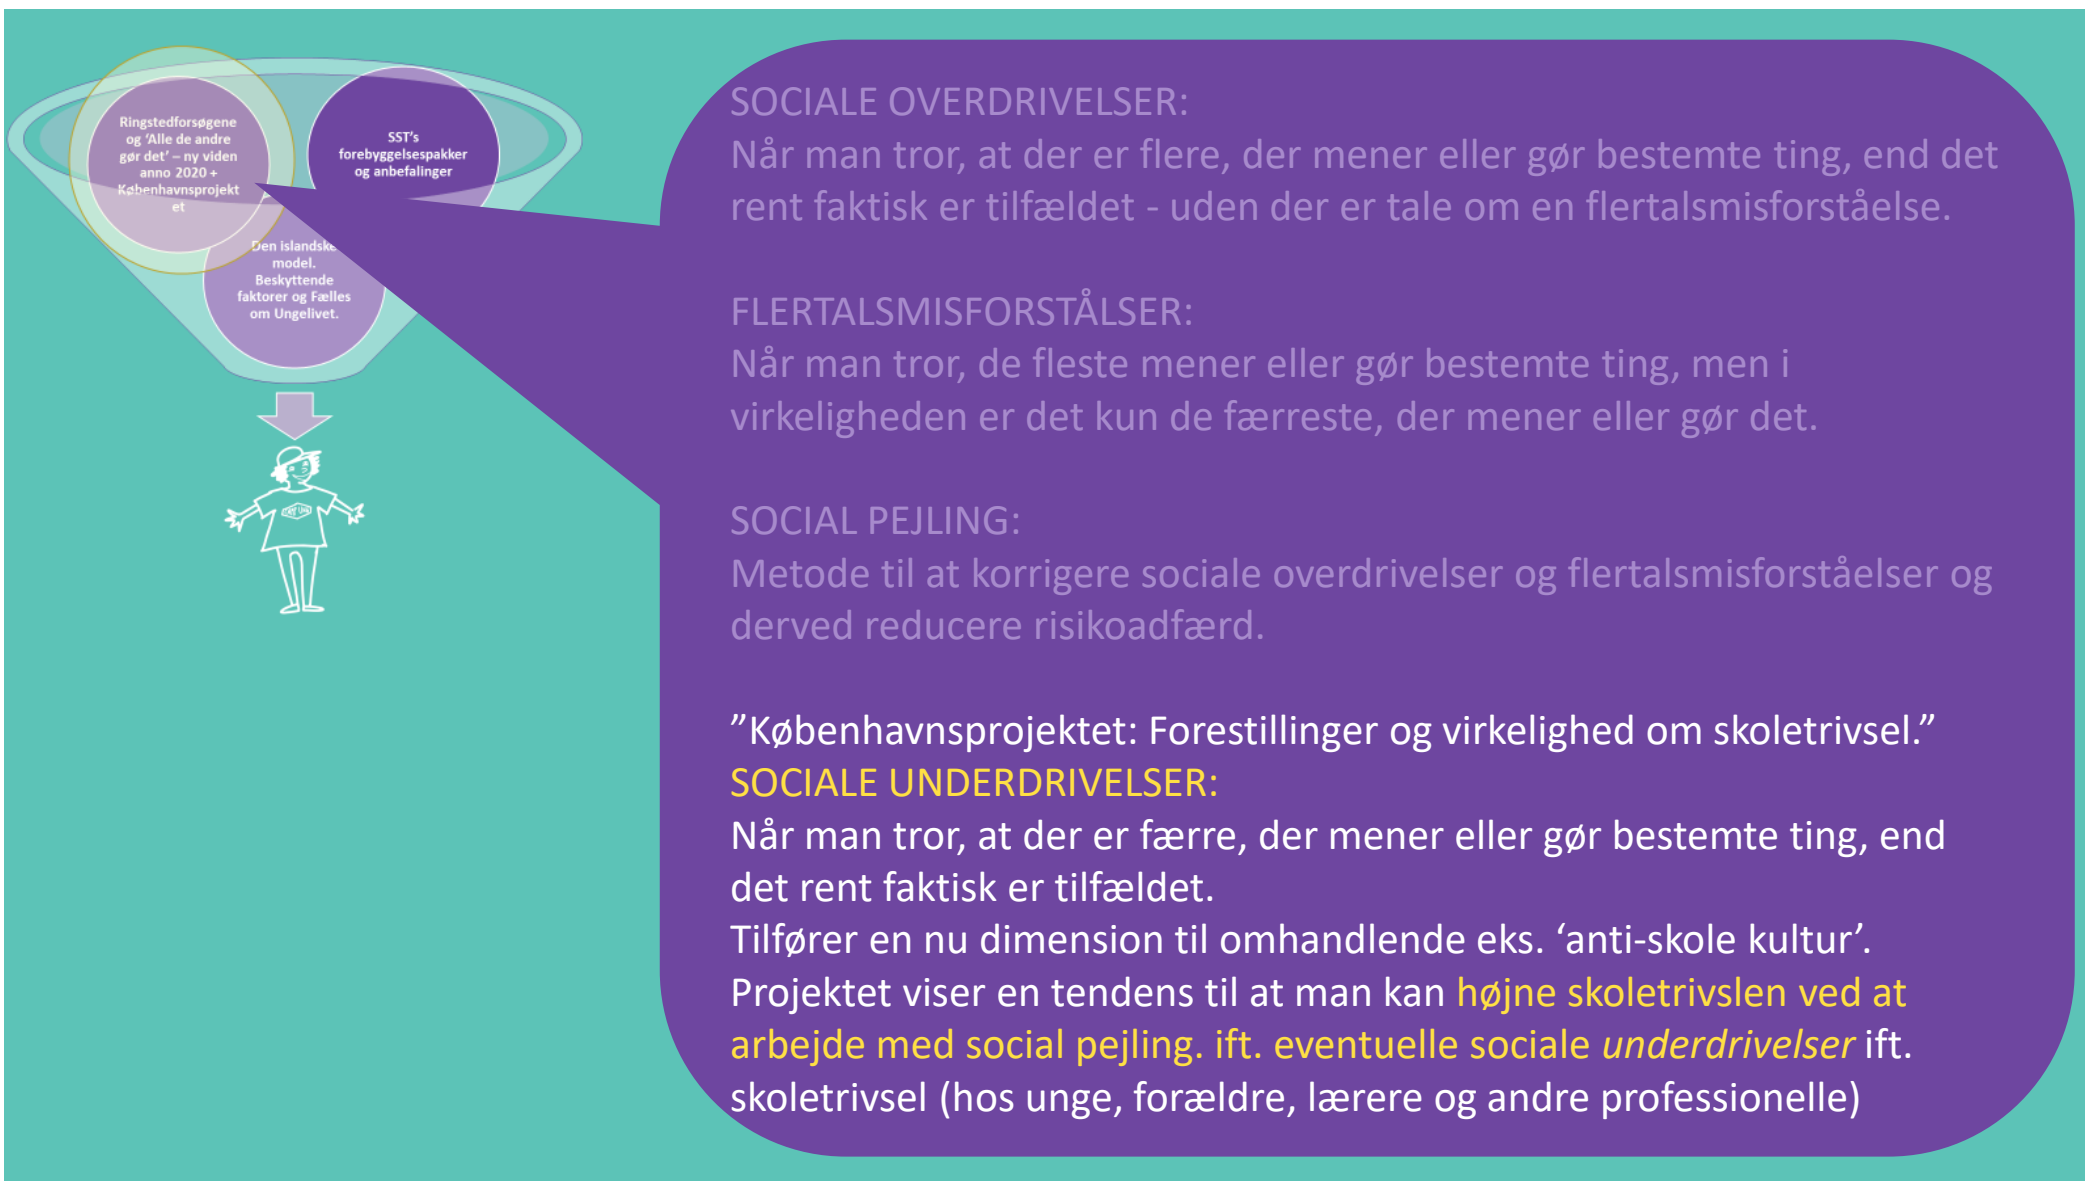 Ringstedforsøgene
og ‘Alle de andre
gør det’ – ny viden
anno 2020 +
Københavnsprojekt
et
SST’s
forebyggelsespakker
og anbefalinger
Den islandske
model.
Beskyttende
faktorer og Fælles
om Ungelivet.
SOCIALE OVERDRIVELSER:
Når man tror, at der er flere, der mener eller gør bestemte ting, end det
rent faktisk er tilfældet - uden der er tale om en flertalsmisforståelse.
FLERTALSMISFORSTÅLSER:
Når man tror, de fleste mener eller gør bestemte ting, men i
virkeligheden er det kun de færreste, der mener eller gør det.
SOCIAL PEJLING:
Metode til at korrigere sociale overdrivelser og flertalsmisforståelser og
derved reducere risikoadfærd.
”Københavnsprojektet: Forestillinger og virkelighed om skoletrivsel.”
SOCIALE UNDERDRIVELSER:
Når man tror, at der er færre, der mener eller gør bestemte ting, end
det rent faktisk er tilfældet.
Tilfører en nu dimension til omhandlende eks. ‘anti-skole kultur’.
Projektet viser en tendens til at man kan højne skoletrivslen ved at
arbejde med social pejling. ift. eventuelle sociale underdrivelser ift.
skoletrivsel (hos unge, forældre, lærere og andre professionelle)